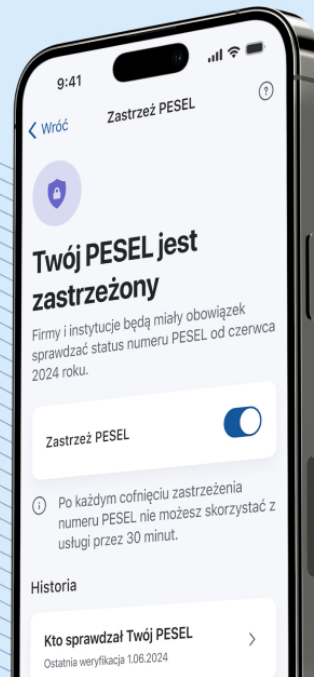 9:41
Wróć
Zastrzeż PESEL
Twój PESEL jest
zastrzeżony
Firmy i instytucje będą miały obowiązek
sprawdzać status numeru PESEL od czerwca
2024 roku.
Zastrzeż PESEL
Po każdym cofnięciu zastrzeżenia
numeru PESEL nie możesz skorzystać z
usługi przez 30 minut.
Historia
Kto sprawdzał Twój PESEL
Ostatnia weryfikacja 1.06.2024